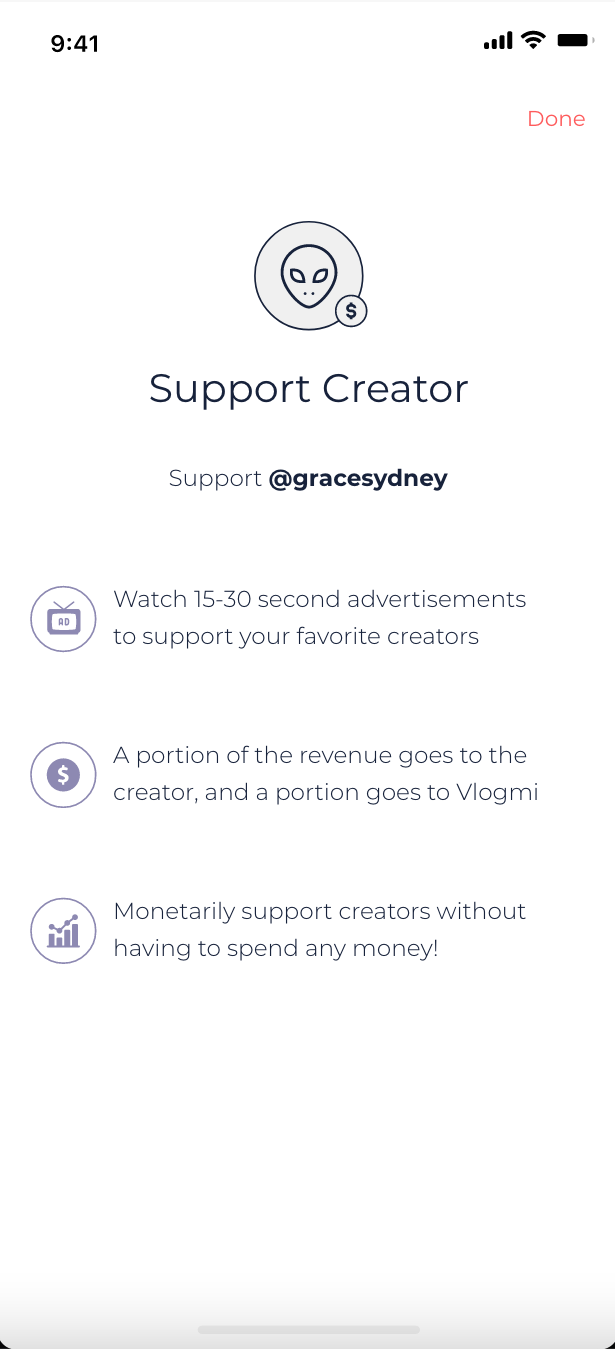 9:41
Done
$
Support Creator
Support @gracesydney
Watch 15-30 second advertisements
to support your favorite creators
AD
A portion of the revenue goes to the
creator, and a portion goes to Vlogmi
$
Monetarily support creators without
having to spend any money!